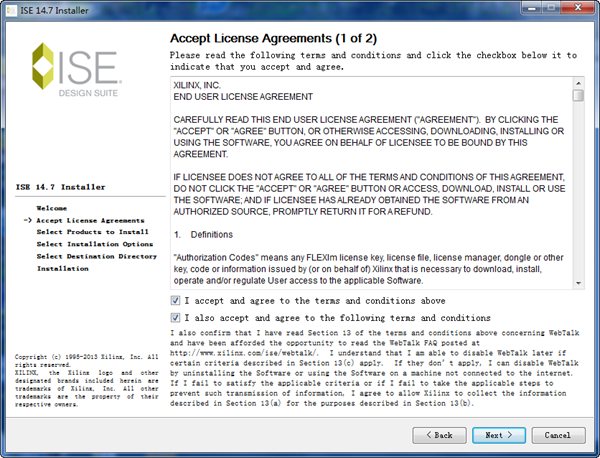 ISE 14.7 Installer
ISE
DESIGN SUITE
ISE 14.7 Installer
Welcome
-> Accept License Agreements
Select Products to Install
Select Installation Options
Select Destination Directory
Installation
Copyright (c) 1995-2013 Xilinx, Inc. All
rights reserved.
XILINX, the Xilinx logo and other
designated brands included herein are
trademarks of Xilinx, Inc. All other
trademarks are the property of their
respective owners.
Accept License Agreements (1 of 2)
Please read the following terms and conditions and click the checkbox below it to
indicate that you accept and agree.
XILINX, INC.
END USER LICENSE AGREEMENT
CAREFULLY READ THIS END USER LICENSE AGREEMENT ("AGREEMENT"). BY CLICKING THE
"ACCEPT" OR "AGREE" BUTTON, OR OTHERWISE ACCESSING, DOWNLOADING, INSTALLING OR
USING THE SOFTWARE, YOU AGREE ON BEHALF OF LICENSEE TO BE BOUND BY THIS
AGREEMENT.
IF LICENSEE DOES NOT AGREE TO ALL OF THE TERMS AND CONDITIONS OF THIS AGREEMENT,
DO NOT CLICK THE "ACCEPT" OR "AGREE" BUTTON OR ACCESS, DOWNLOAD, INSTALL OR USE
THE SOFTWARE; AND IF LICENSEE HAS ALREADY OBTAINED THE SOFTWARE FROM AN
AUTHORIZED SOURCE, PROMPTLY RETURN IT FOR A REFUND.
1. Definitions
"Authorization Codes" means any FLEXlm license key, license file, license manager, dongle or other
key, code or information issued by (or on behalf of) Xilinx that is necessary to download, install,
operate and/or regulate User access to the applicable Software.
I accept and agree to the terms and conditions above
I also accept and agree to the following terms and conditions
I also confirm that I have read Section 13 of the terms and conditions above concerning WebTalk
and have been afforded the opportunity to read the WebTalk FAQ posted at
http://www.xilinx.com/ise/webtalk/. I understand that I am able to disable WebTalk later if
certain criteria described in Section 13(c) apply. If they don't apply, I can disable WebTalk
by uninstalling the Software or using the Software on a machine not connected to the internet.
If I fail to satisfy the applicable criteria or if I fail to take the applicable steps to
prevent such transmission of information, I agree to allow Xilinx to collect the information
described in Section 13(a) for the purposes described in Section 13(b).
< Back
Next >
Cancel